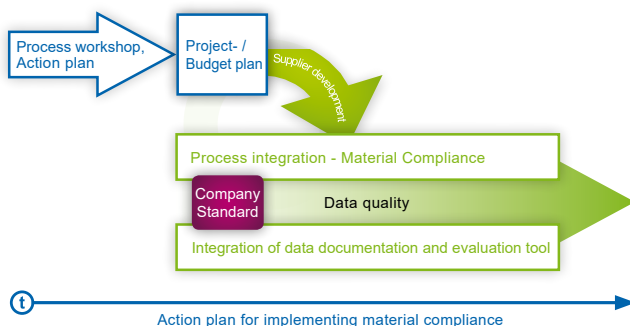 Process workshop,
Action plan
Project- /
Budget plan
Supplier development
Process integration - Material Compliance
Company
Standard
Data quality
Integration of data documentation and evaluation tool
t
Action plan for implementing material compliance